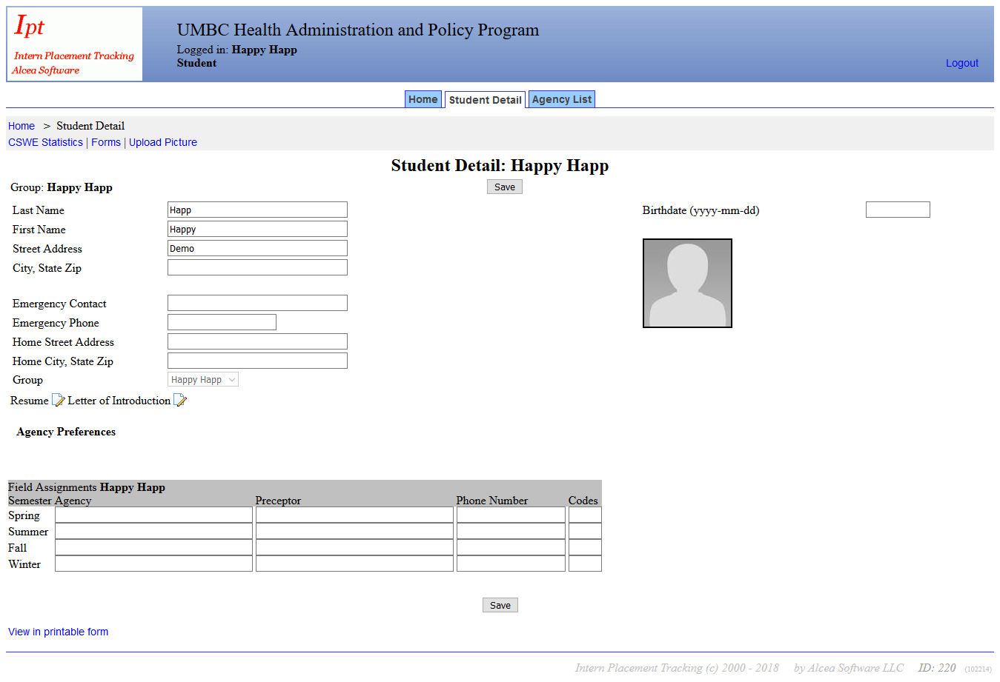 Ipt
Intern Placement Tracking
Alcea Software
UMBC Health Administration and Policy Program
Logged in: Happy Happ
Student
Logout
Home Student Detail Agency List
Home > Student Detail
CSWE Statistics | Forms | Upload Picture
Student Detail: Happy Happ
Group: Happy Happ Save
Last Name Happ Birthdate (yyyy-mm-dd)
First Name Happy
Street Address Demo
City, State Zip
Emergency Contact
Emergency Phone
Home Street Address
Home City, State Zip
Group Happy Happ
Resume Letter of Introduction
Agency Preferences
Field Assignments Happy Happ
Semester Agency Preceptor Phone Number Codes
Spring
Summer
Fall
Winter
Save
View in printable form
Intern Placement Tracking (c) 2000 - 2018 by Alcea Software LLC ID: 220 (102214)